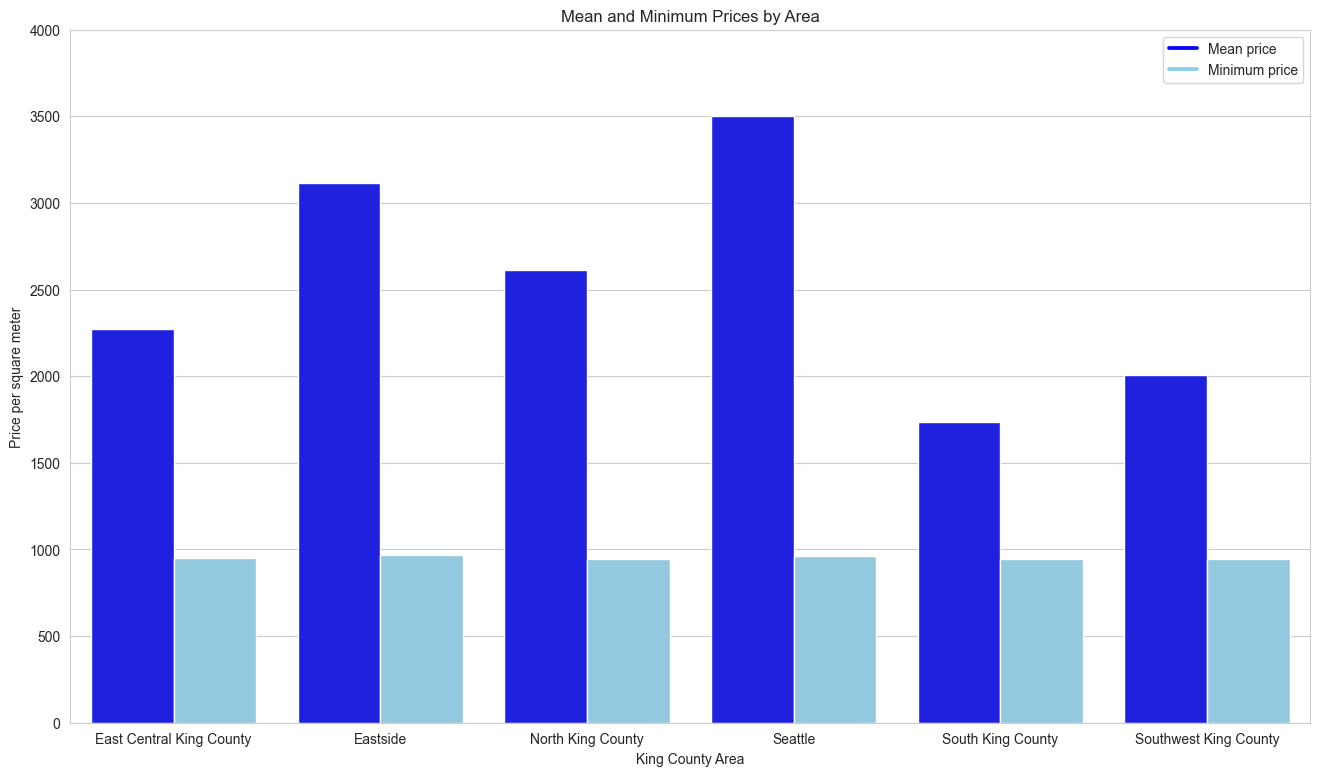 Mean and Minimum Prices by Area
Mean price
Minimum price
4000
3500
3000
2500
2000
1500
1000
500
0
Price per square meter
East Central King County
Eastside
North King County
Seattle
South King County
Southwest King County
King County Area